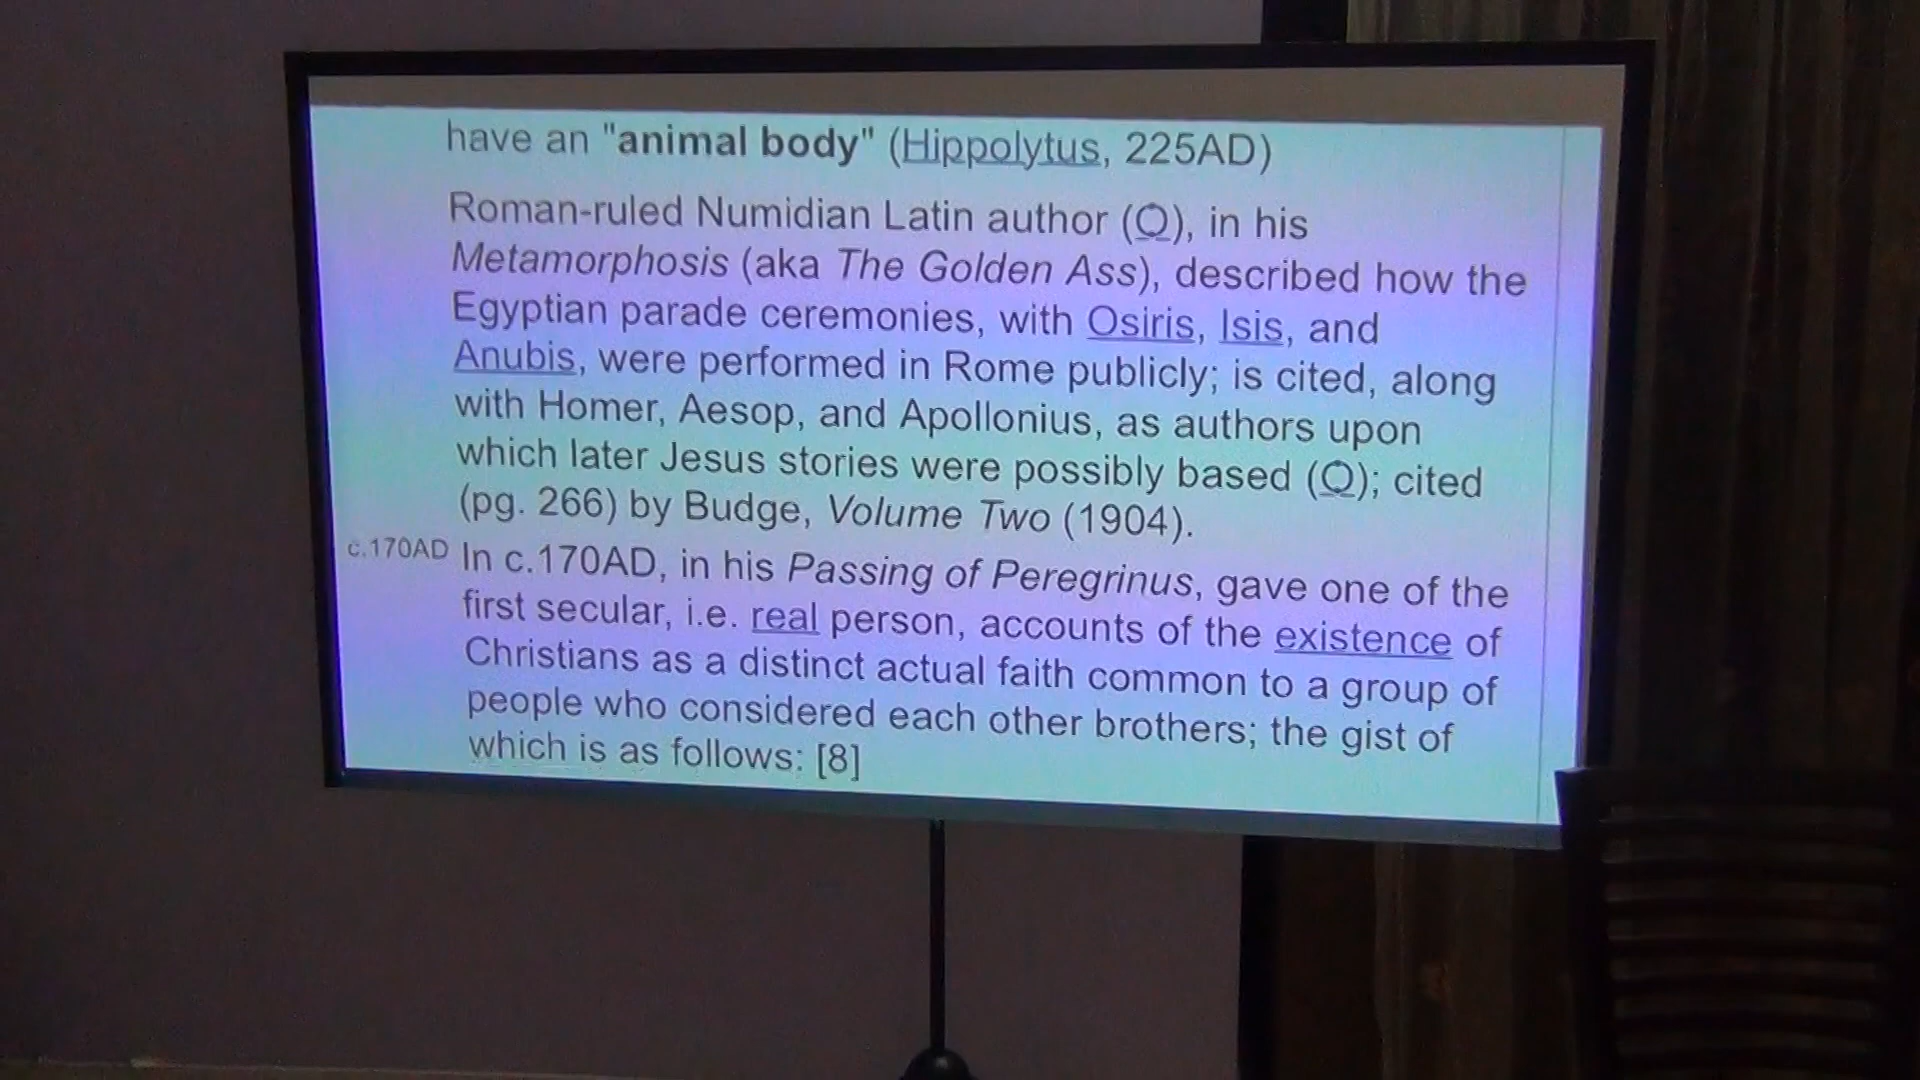 have an "animal body" (Hippolytus, 225AD)
Roman-ruled Numidian Latin author (Q), in his
Metamorphosis (aka The Golden Ass), described how the
Egyptian parade ceremonies, with Osiris, Isis, and
Anubis, were performed in Rome publicly; is cited, along
with Homer, Aesop, and Apollonius, as authors upon
which later Jesus stories were possibly based (Q); cited
(pg. 266) by Budge, Volume Two (1904).
c.170AD In c.170AD, in his Passing of Peregrinus, gave one of the
first secular, i.e. real person, accounts of the existence of
Christians as a distinct actual faith common to a group of
people who considered each other brothers; the gist of
which is as follows: [8]